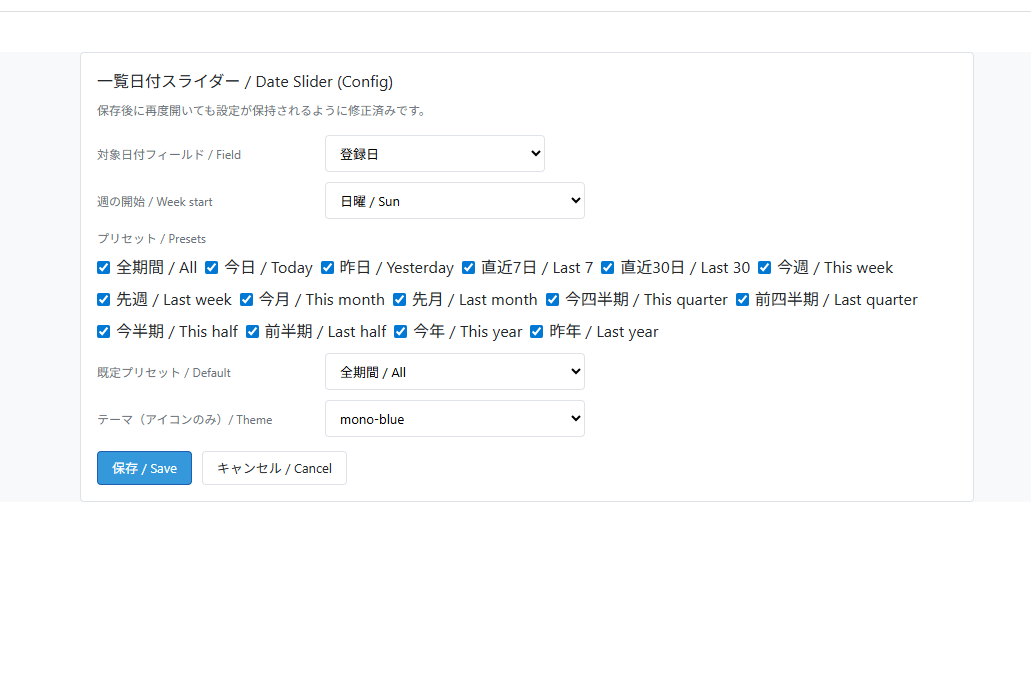 一覧日付スライダー / Date Slider (Config)
保存後に再度開いても設定が保持されるように修正済みです。
対象日付フィールド / Field 登録日
週の開始 / Week start 日曜 / Sun
プリセット / Presets
全期間 / All 今日 / Today 昨日 / Yesterday 直近7日 / Last 7 直近30日 / Last 30 今週 / This week
先週 / Last week 今月 / This month 先月 / Last month 今四半期 / This quarter 前四半期 / Last quarter
今半期 / This half 前半期 / Last half 今年 / This year 昨年 / Last year
既定プリセット / Default 全期間 / All
テーマ（アイコンのみ）/ Theme mono-blue
保存 / Save キャンセル / Cancel